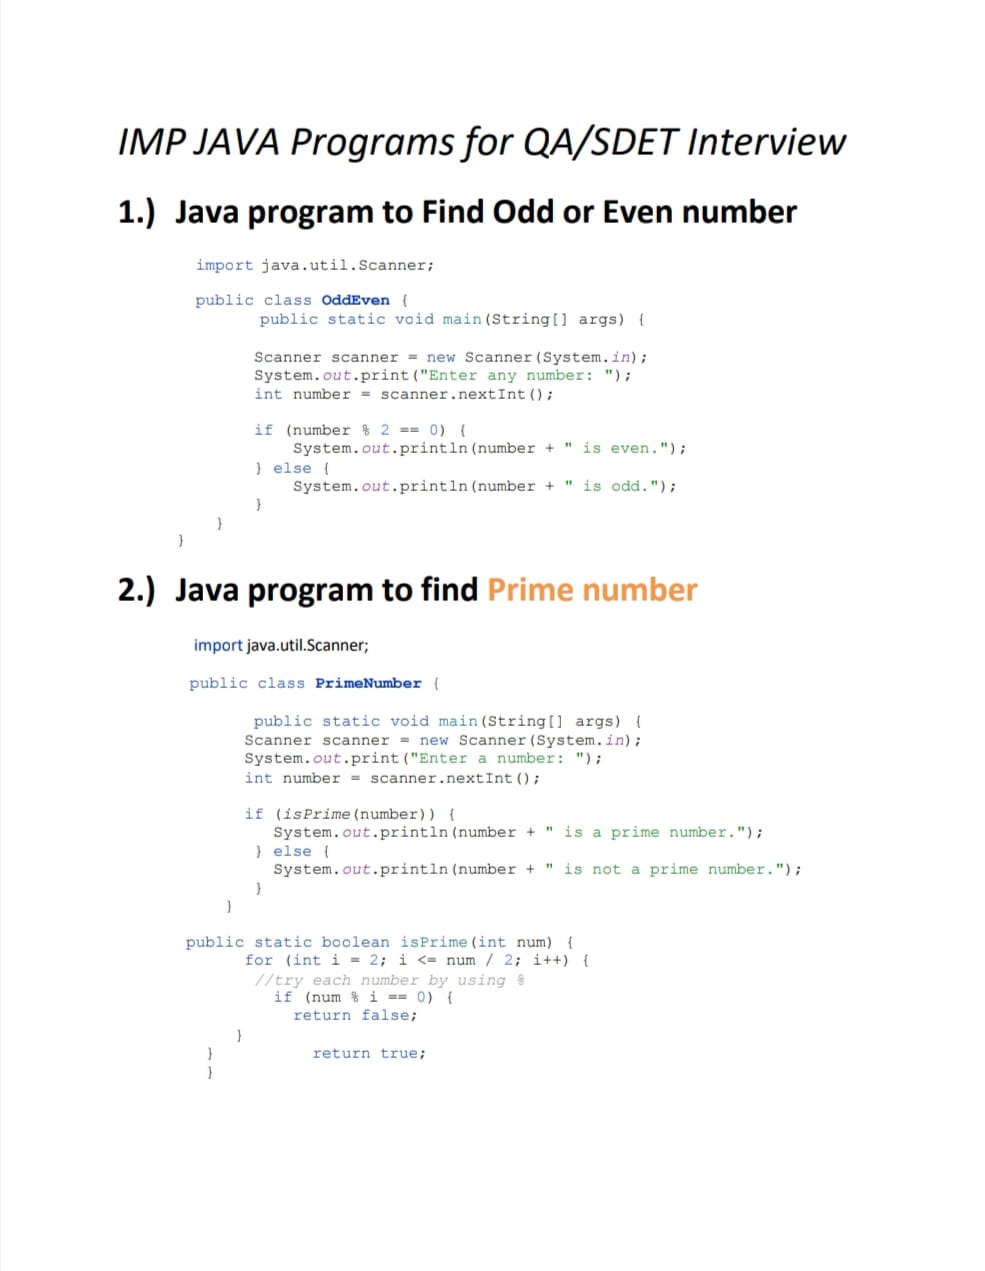 IMP JAVA Programs for QA/SDET Interview
1.) Java program to Find Odd or Even number
import java.util.Scanner;
public class OddEven {
public static void main(String[] args) {
Scanner scanner = new Scanner(System.in);
System.out.print("Enter any number: ");
int number = scanner.nextInt();
if (number % 2 == 0) {
System.out.println(number + " is even.");
} else {
System.out.println(number + " is odd.");
}
}
}
2.) Java program to find Prime number
import java.util.Scanner;
public class PrimeNumber {
public static void main(String[] args) {
Scanner scanner = new Scanner(System.in);
System.out.print("Enter a number: ");
int number = scanner.nextInt();
if (isPrime(number)) {
System.out.println(number + " is a prime number.");
} else {
System.out.println(number + " is not a prime number.");
}
}
public static boolean isPrime(int num) {
for (int i = 2; i <= num / 2; i++) {
//try each number by using %
if (num % i == 0) {
return false;
}
} return true;
}